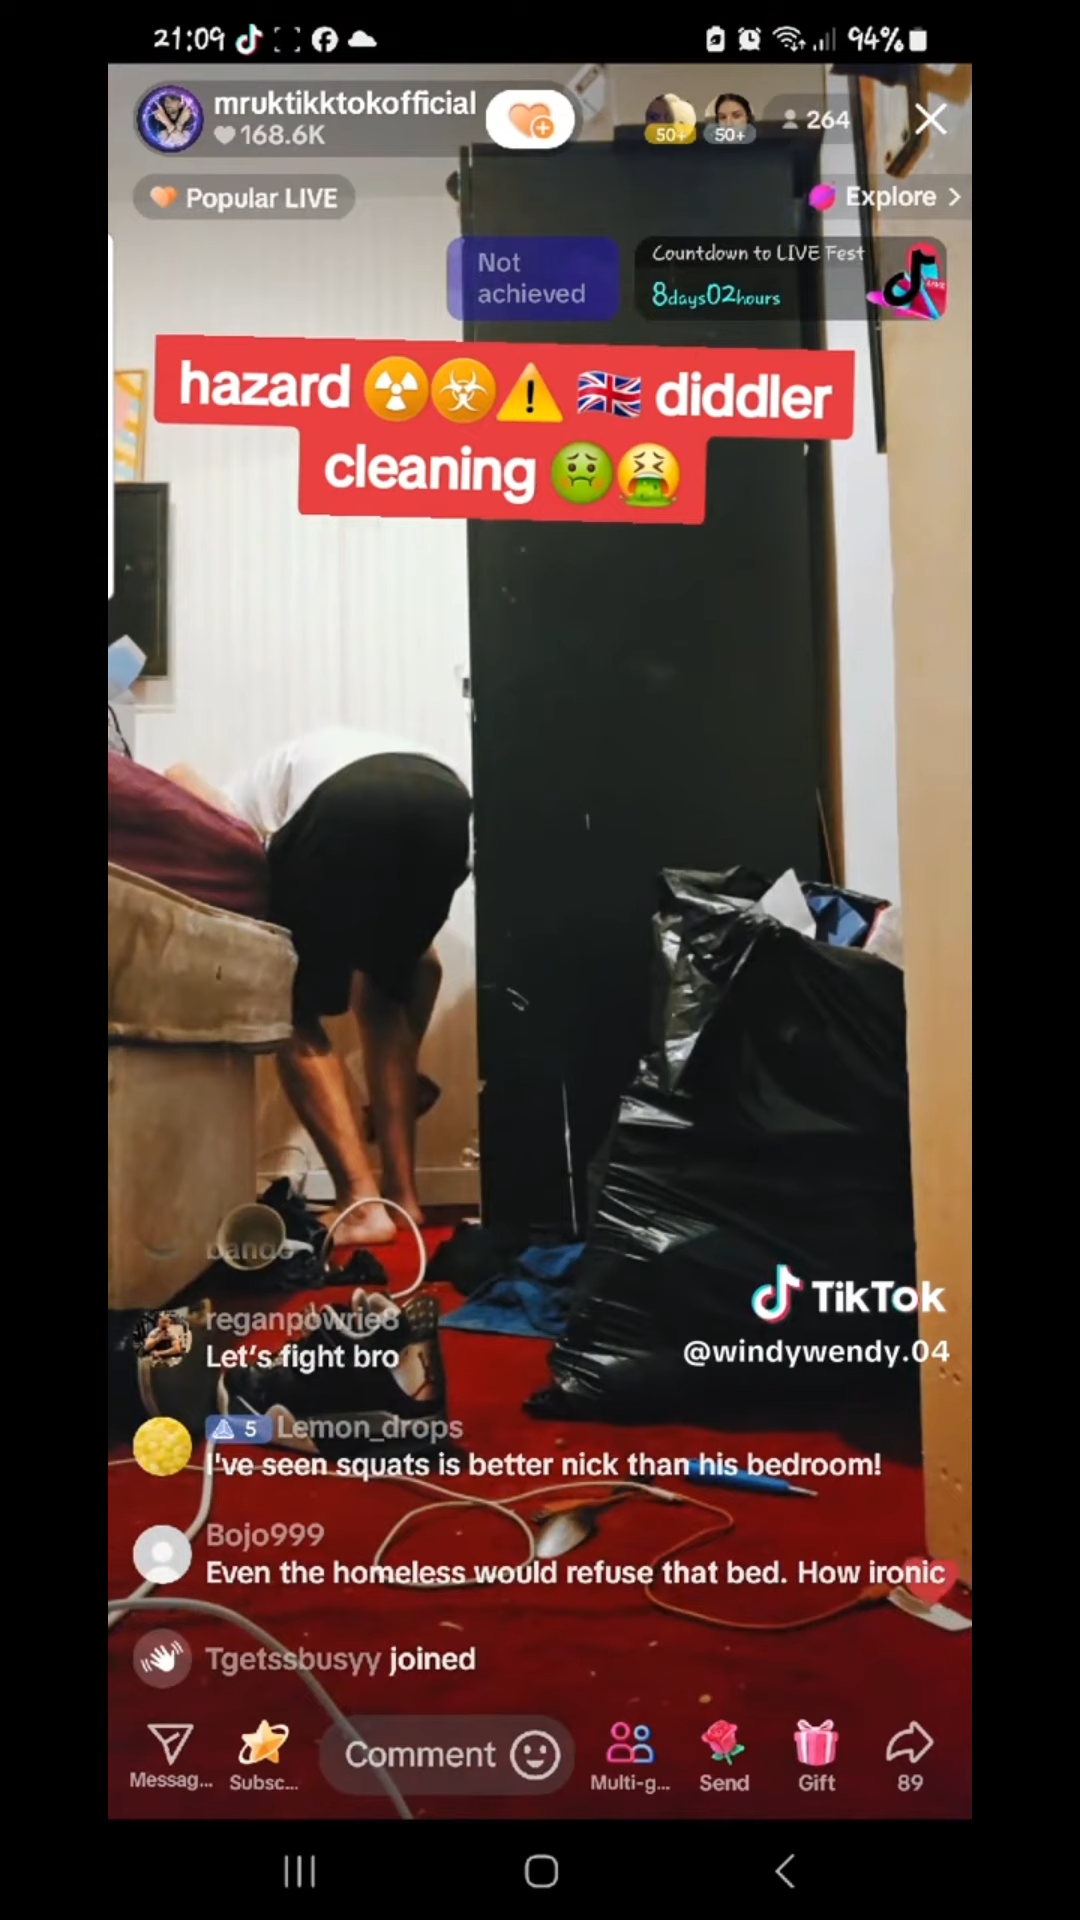 21:09
94%
mruktikktokofficial
168.6K
50+
50+
264
Popular LIVE
Explore >
Not
achieved
Countdown to LIVE Fest
8days02hours
hazard ☢️☣️⚠️ 🇬🇧 diddler
cleaning 🤢🤮
TikTok
@windywendy.04
reganpowrie8
Let's fight bro
5 Lemon_drops
I've seen squats is better nick than his bedroom!
Bojo999
Even the homeless would refuse that bed. How ironic
Tgetssbusyy joined
Comment
Messag...
Subsc...
Multi-g...
Send
Gift
89